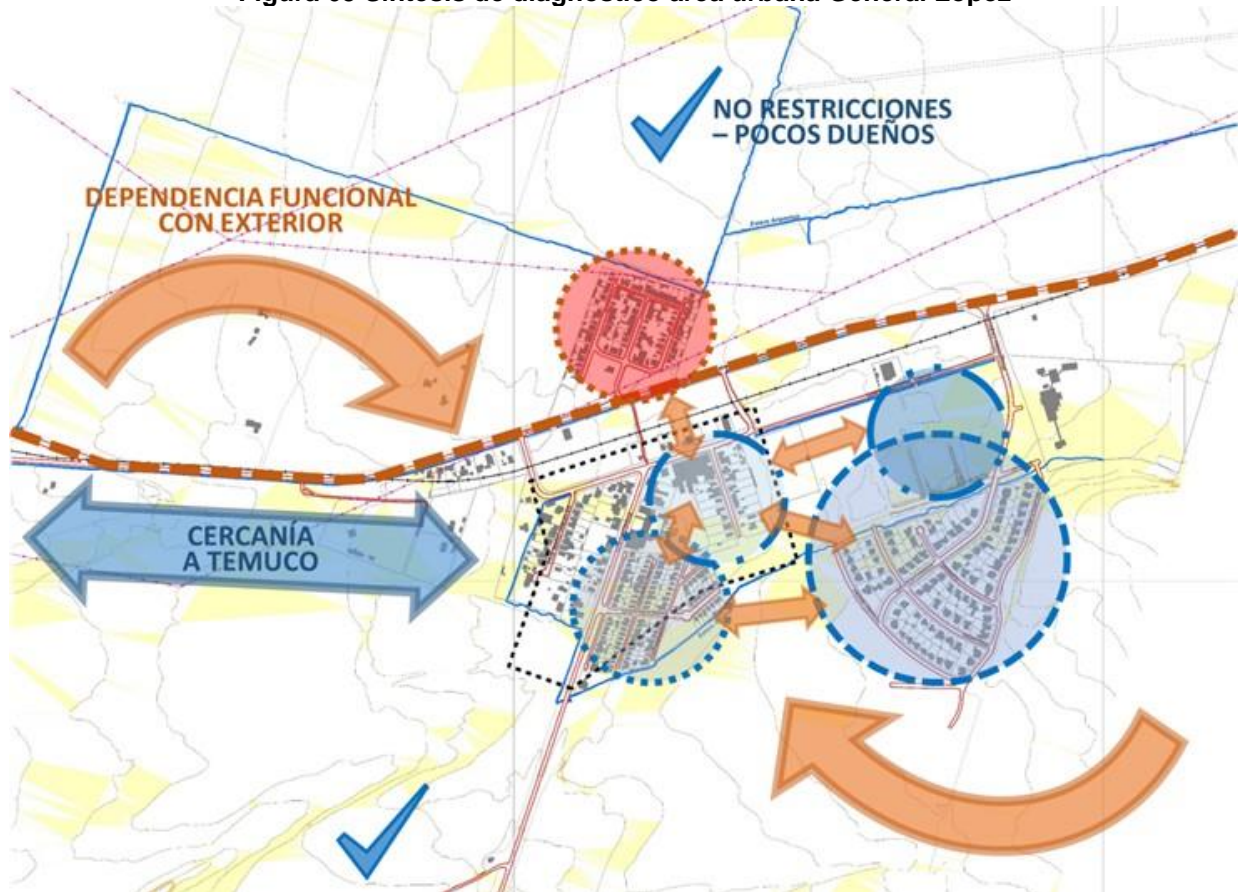 NO RESTRICCIONES
– POCOS DUEÑOS
DEPENDENCIA FUNCIONAL
CON EXTERIOR
CERCANÍA
A TEMUCO